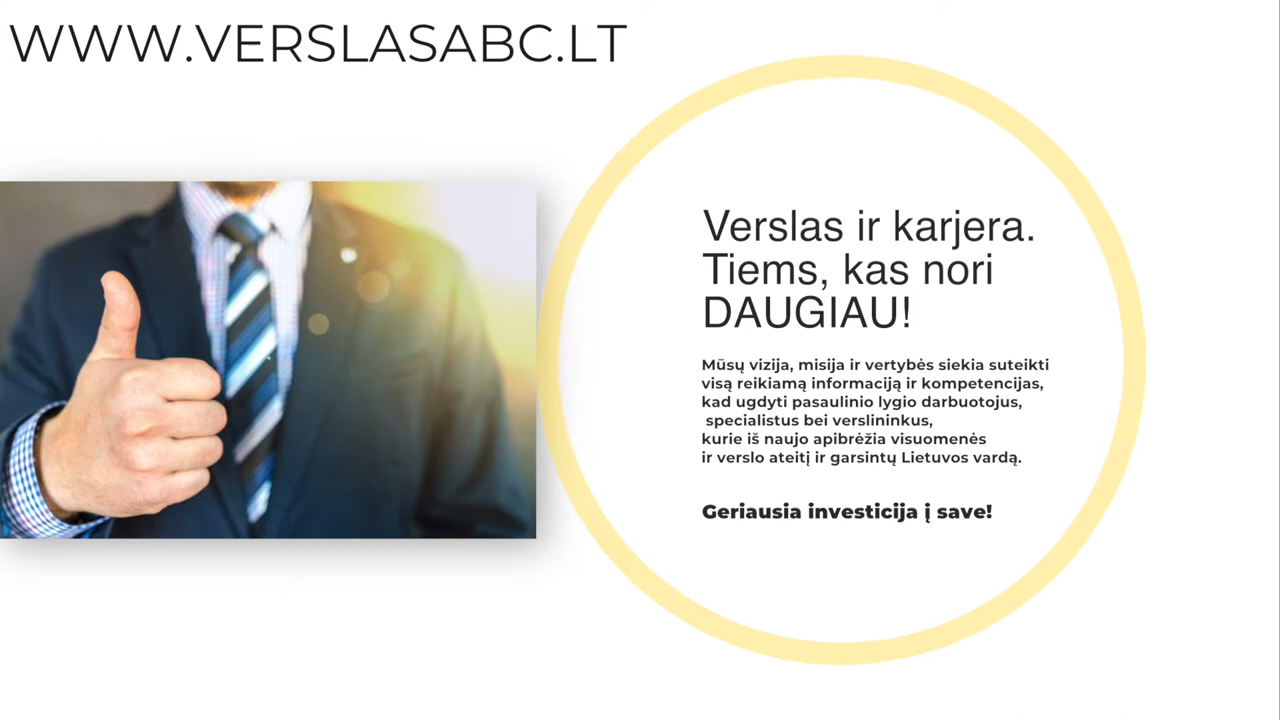 WWW.VERSLASABC.LT
Verslas ir karjera.
Tiems, kas nori
DAUGIAU!
Mūsų vizija, misija ir vertybės siekia suteikti
visą reikiamą informaciją ir kompetencijas,
kad ugdyti pasaulinio lygio darbuotojus,
specialistus bei verslininkus,
kurie iš naujo apibrėžia visuomenės
ir verslo ateitį ir garsintų Lietuvos vardą.
Geriausia investicija į save!